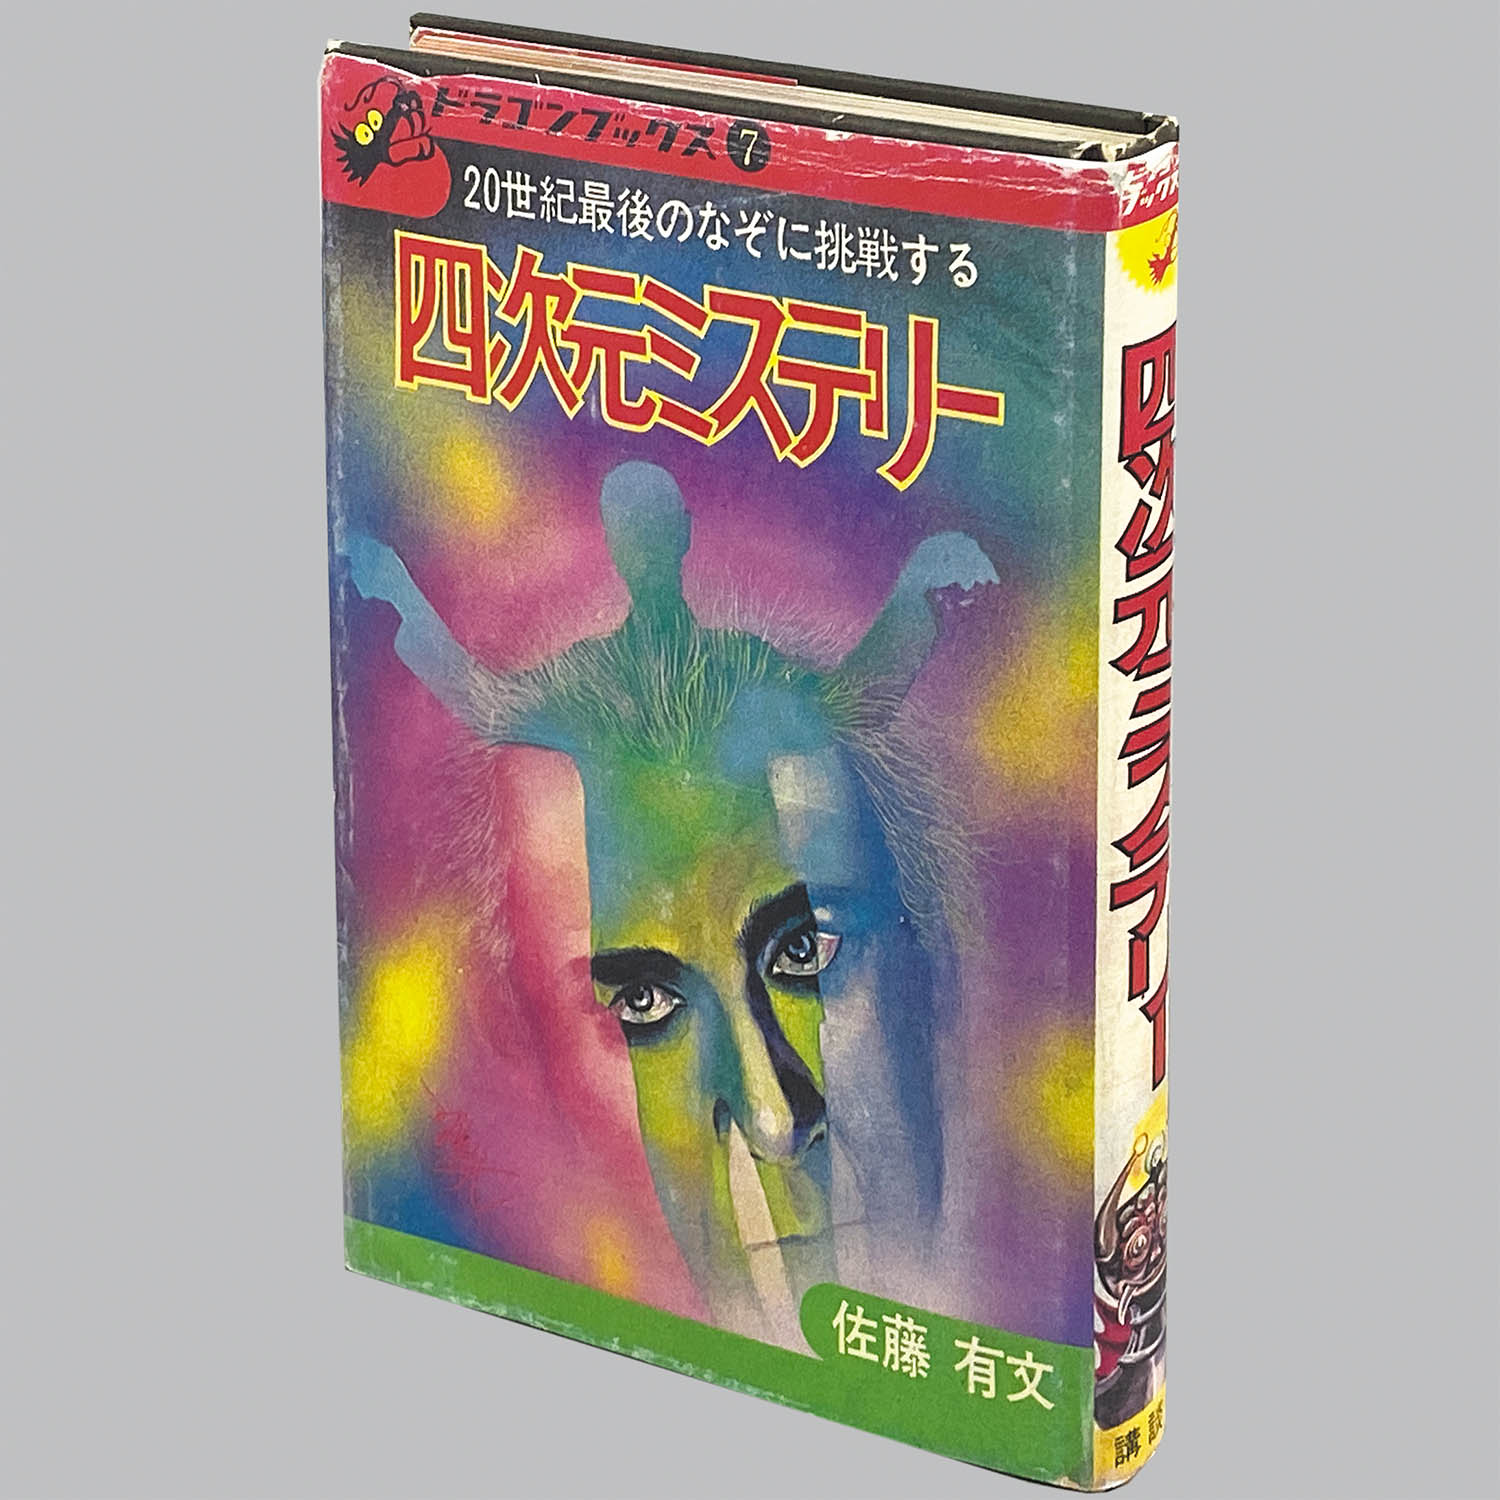 ドラゴンブックス 7
20世紀最後のなぞに挑戦する
四次元ミステリー
佐藤 有文
四次元ミステリー
講談